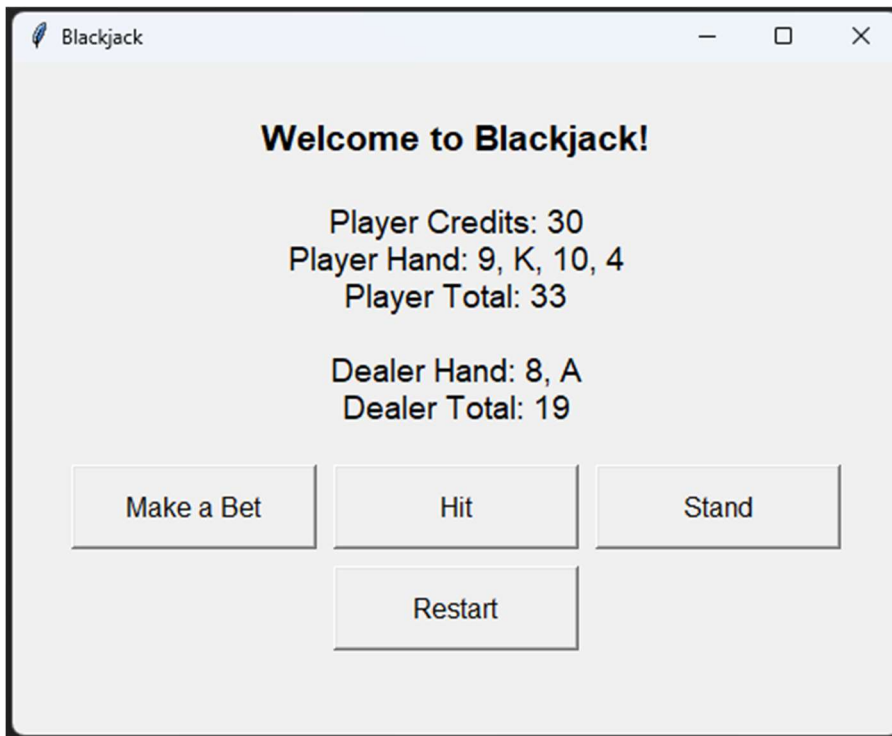 Blackjack
Welcome to Blackjack!
Player Credits: 30
Player Hand: 9, K, 10, 4
Player Total: 33
Dealer Hand: 8, A
Dealer Total: 19
Make a Bet
Hit
Stand
Restart